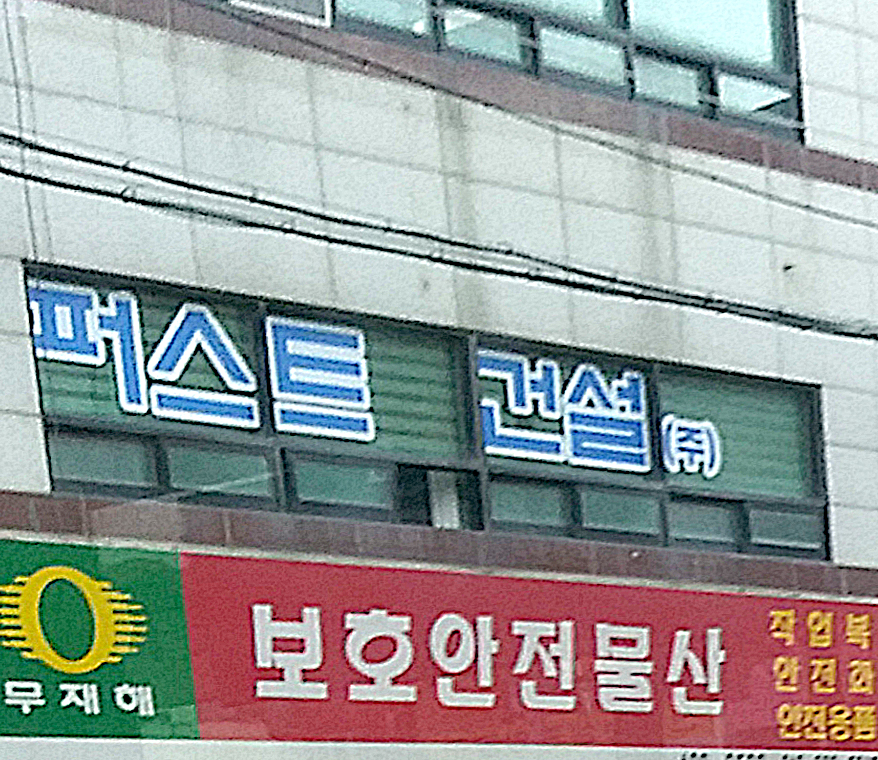 퍼스트 건설 ㈜
보호안전물산
무재해
작업복
안전화
안전용품